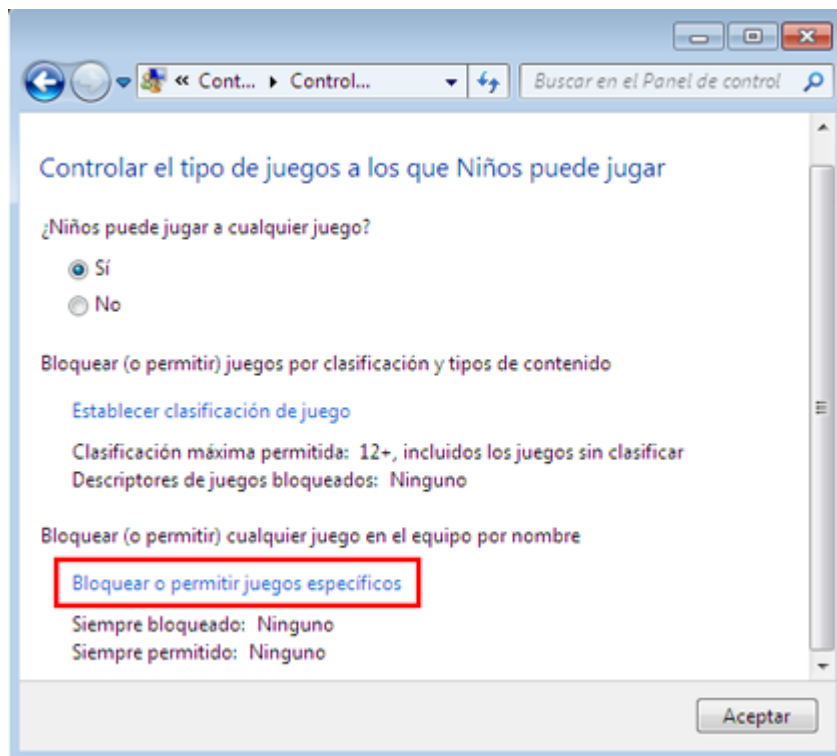 « Cont... ▸ Control...
Buscar en el Panel de control
Controlar el tipo de juegos a los que Niños puede jugar
¿Niños puede jugar a cualquier juego?
Sí
No
Bloquear (o permitir) juegos por clasificación y tipos de contenido
Establecer clasificación de juego
Clasificación máxima permitida: 12+, incluidos los juegos sin clasificar
Descriptores de juegos bloqueados: Ninguno
Bloquear (o permitir) cualquier juego en el equipo por nombre
Bloquear o permitir juegos específicos
Siempre bloqueado: Ninguno
Siempre permitido: Ninguno
Aceptar